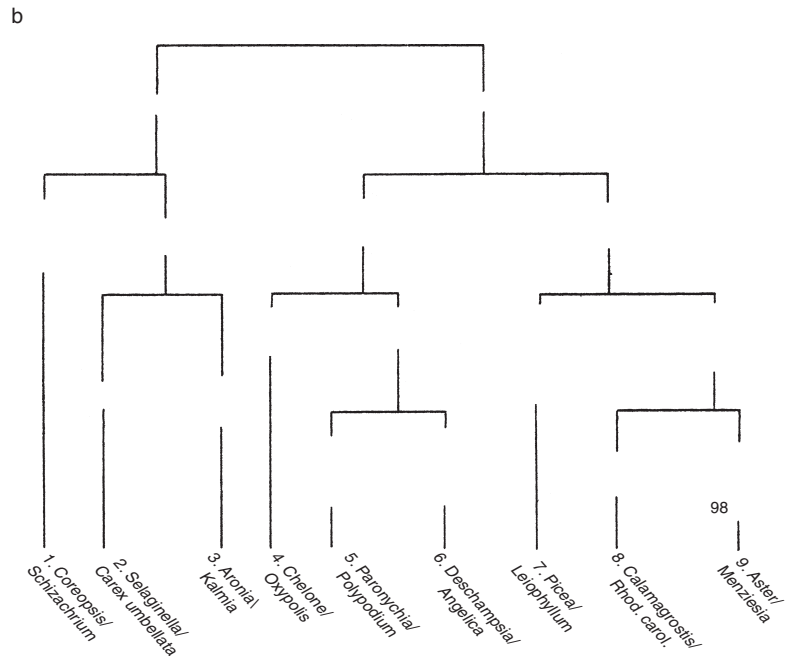 b
98
1. Coreopsis/
Schizachrium
2. Selaginella/
Carex umbellata
3. Aronia\
Kalmia
4. Chelone/
Oxypolis
5. Paronychia/
Polypodium
6. Deschampsia/
Angelica
7. Picea/
Leiophyllum
8. Calamagrostis/
Rhod. carol.
9. Aster/
Menziesia